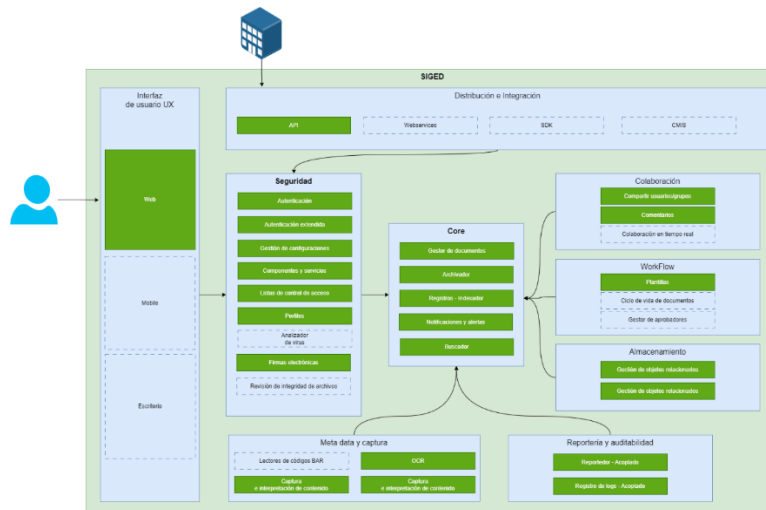 SIGED
Interfaz
de usuario UX
Web
Mobile
Escritorio
Distribución e Integración
API
Webservices
SDK
CMIS
Seguridad
Autenticación
Autenticación extendida
Gestión de configuraciones
Componentes y servicios
Listas de control de acceso
Perfiles
Analizador
de virus
Firmas electrónicas
Revisión de integridad de archivos
Core
Gestor de documentos
Archivador
Registros - Indexador
Notificaciones y alertas
Buscador
Colaboración
Compartir usuarios/grupos
Comentarios
Colaboración en tiempo real
WorkFlow
Plantillas
Ciclo de vida de documentos
Gestor de aprobadores
Almacenamiento
Gestión de objetos relacionados
Gestión de objetos relacionados
Meta data y captura
Lectores de códigos BAR
OCR
Captura
e interpretación de contenido
Captura
e interpretación de contenido
Reportería y auditabilidad
Reporteador - Acoplado
Registro de logs - Acoplado